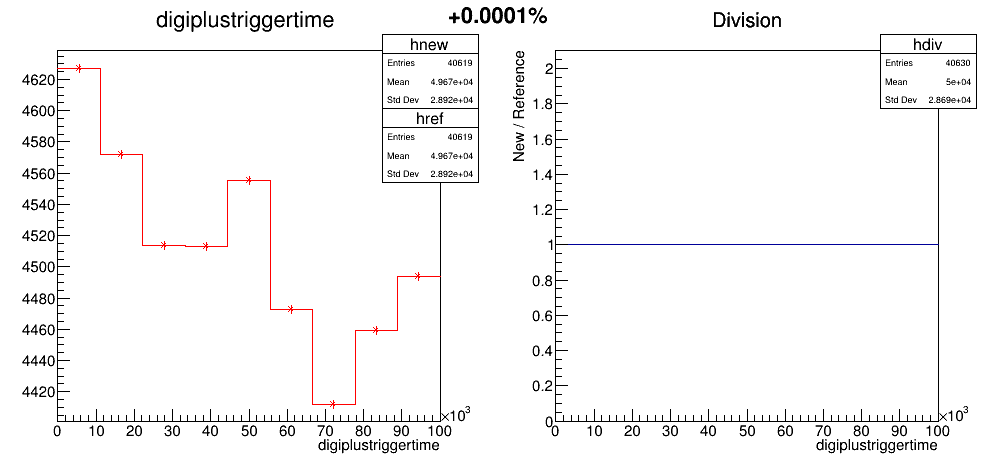 digiplustriggertime
+0.0001%
Division
hnew
Entries 40619
Mean 4.967e+04
Std Dev 2.892e+04
href
Entries 40619
Mean 4.967e+04
Std Dev 2.892e+04
4620
4600
4580
4560
4540
4520
4500
4480
4460
4440
4420
0 10 20 30 40 50 60 70 80 90 100
×10³
digiplustriggertime
hdiv
Entries 40630
Mean 5e+04
Std Dev 2.869e+04
New / Reference
2
1.8
1.6
1.4
1.2
1
0.8
0.6
0.4
0.2
0
0 10 20 30 40 50 60 70 80 90 100
×10³
digiplustriggertime